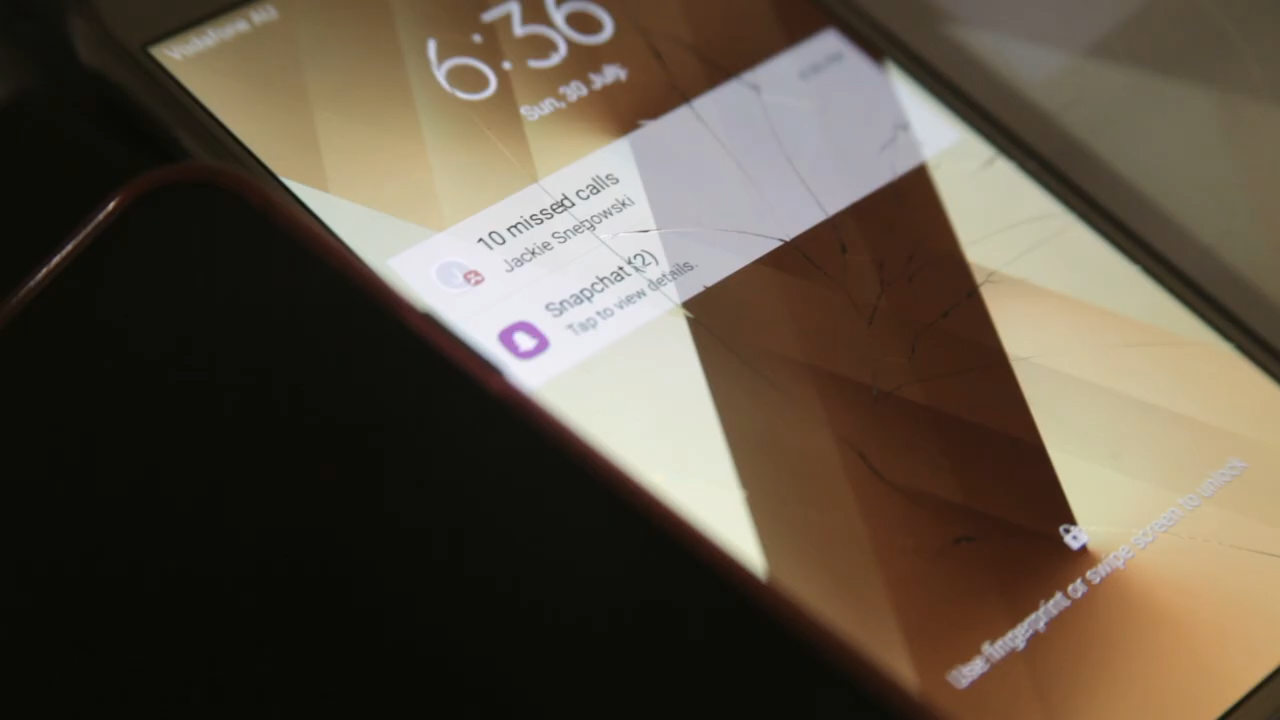 Vodafone AU
6:36
Sun, 30 July
10 missed calls
Jackie Snegowski
Snapchat (2)
Tap to view details.
Use fingerprint or swipe screen to unlock